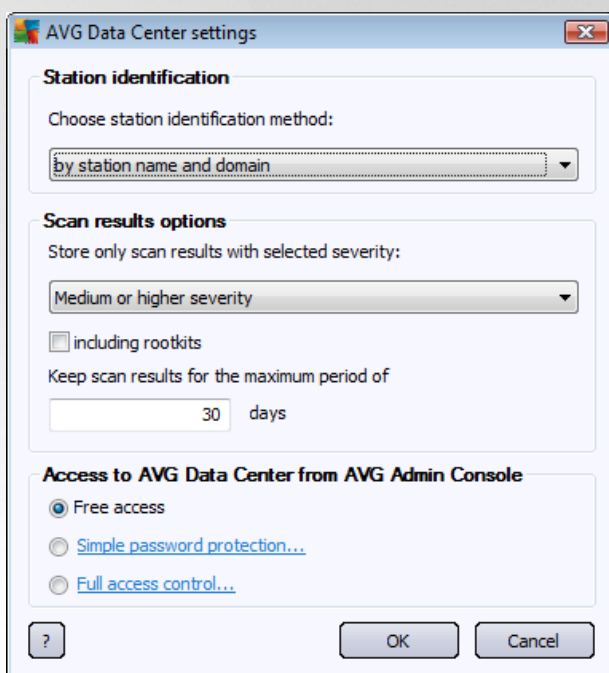 AVG Data Center settings
Station identification
Choose station identification method:
by station name and domain
Scan results options
Store only scan results with selected severity:
Medium or higher severity
including rootkits
Keep scan results for the maximum period of
30 days
Access to AVG Data Center from AVG Admin Console
Free access
Simple password protection...
Full access control...
? OK Cancel